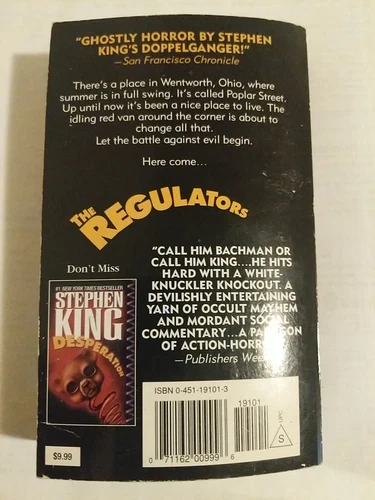 "GHOSTLY HORROR BY STEPHEN
KING'S DOPPELGANGER!"
—San Francisco Chronicle
There's a place in Wentworth, Ohio, where
summer is in full swing. It's called Poplar Street.
Up until now it's been a nice place to live. The
idling red van around the corner is about to
change all that.
Let the battle against evil begin.
Here come...
THE REGULATORS
"CALL HIM BACHMAN OR
CALL HIM KING....HE HITS
HARD WITH A WHITE-
KNUCKLER KNOCKOUT. A
DEVILISHLY ENTERTAINING
YARN OF OCCULT MAYHEM
AND MORDANT SOCIAL
COMMENTARY...A PARAGON
OF ACTION-HORROR
—Publishers Weekly
Don't Miss
#1 NEW YORK TIMES BESTSELLER
STEPHEN
KING
DESPERATION
$9.99
ISBN 0-451-19101-3
19101
0 71162 00999 6
UPC
S